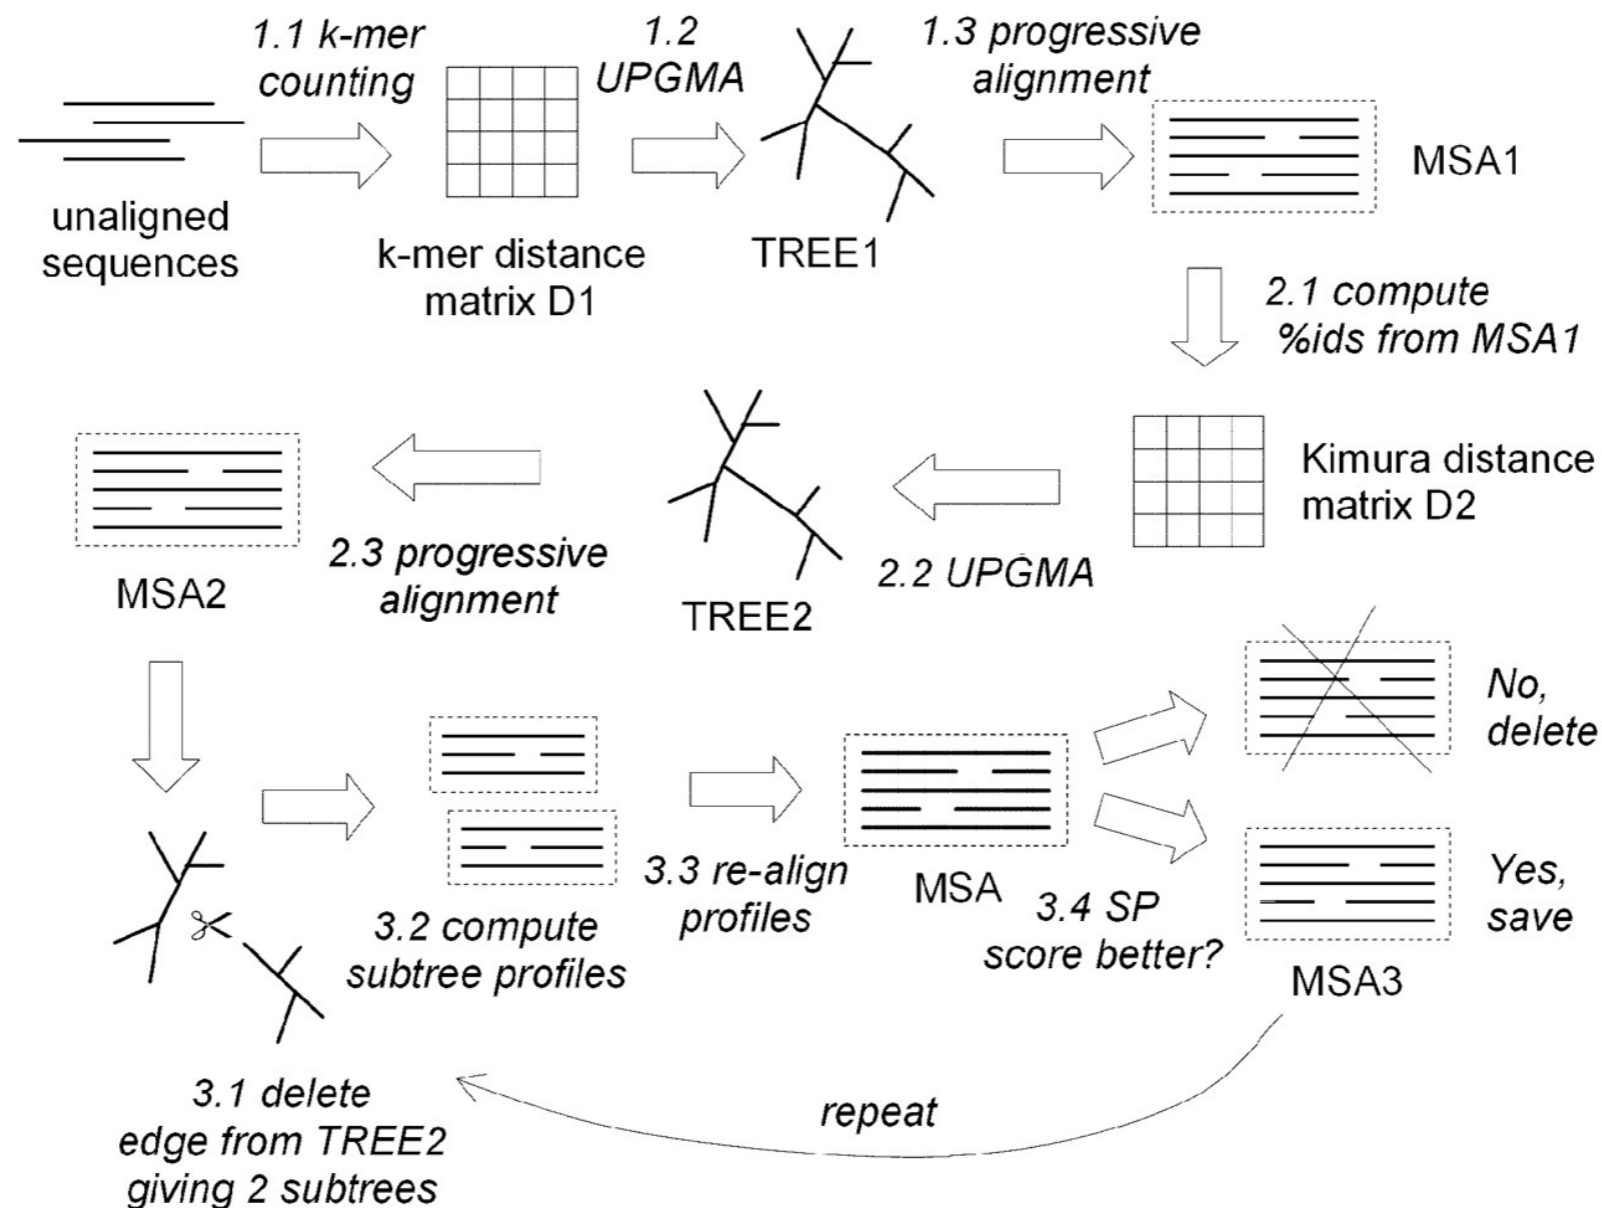 1.1 k-mer
counting
1.2
UPGMA
1.3 progressive
alignment
unaligned
sequences
k-mer distance
matrix D1
TREE1
MSA1
2.1 compute
%ids from MSA1
Kimura distance
matrix D2
2.2 UPGMA
TREE2
2.3 progressive
alignment
MSA2
3.1 delete
edge from TREE2
giving 2 subtrees
3.2 compute
subtree profiles
3.3 re-align
profiles
MSA
3.4 SP
score better?
No,
delete
Yes,
save
MSA3
repeat